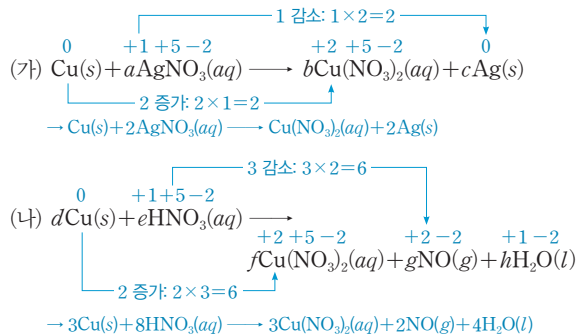 1 감소: 1×2=2
0 +1 +5 −2 +2 +5 −2 0
(가) Cu(s)+aAgNO₃(aq) ⟶ bCu(NO₃)₂(aq)+cAg(s)
2 증가: 2×1=2
→ Cu(s)+2AgNO₃(aq) ⟶ Cu(NO₃)₂(aq)+2Ag(s)
3 감소: 3×2=6
0 +1+5−2
(나) dCu(s)+eHNO₃(aq) ⟶
+2 +5 −2 +2 −2 +1 −2
fCu(NO₃)₂(aq)+gNO(g)+hH₂O(l)
2 증가: 2×3=6
→ 3Cu(s)+8HNO₃(aq) ⟶ 3Cu(NO₃)₂(aq)+2NO(g)+4H₂O(l)